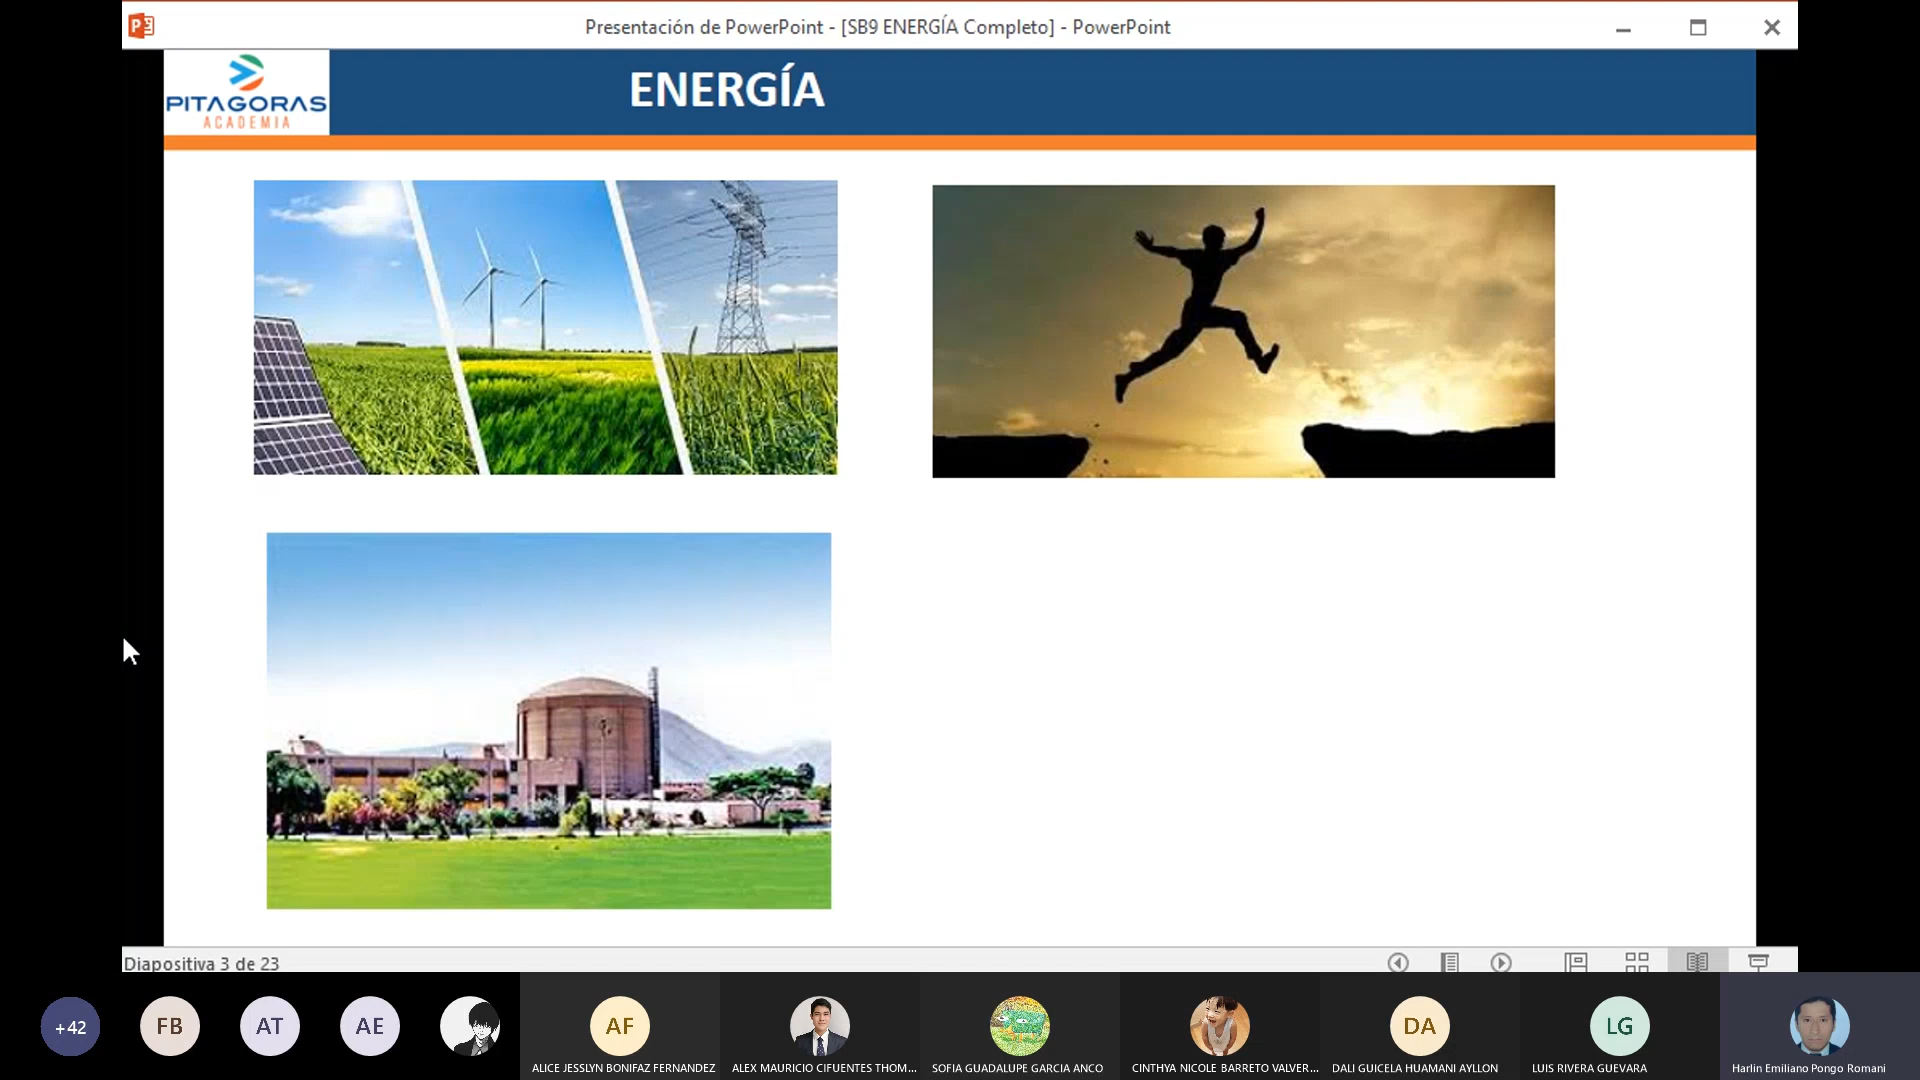 Presentación de PowerPoint - [SB9 ENERGÍA Completo] - PowerPoint
PITAGORAS
ACADEMIA
ENERGÍA
Diapositiva 3 de 23
+42
FB
AT
AE
AF
DA
LG
ALICE JESSLYN BONIFAZ FERNANDEZ
ALEX MAURICIO CIFUENTES THOM...
SOFIA GUADALUPE GARCIA ANCO
CINTHYA NICOLE BARRETO VALVER...
DALI GUICELA HUAMANI AYLLON
LUIS RIVERA GUEVARA
Harlin Emiliano Pongo Romani